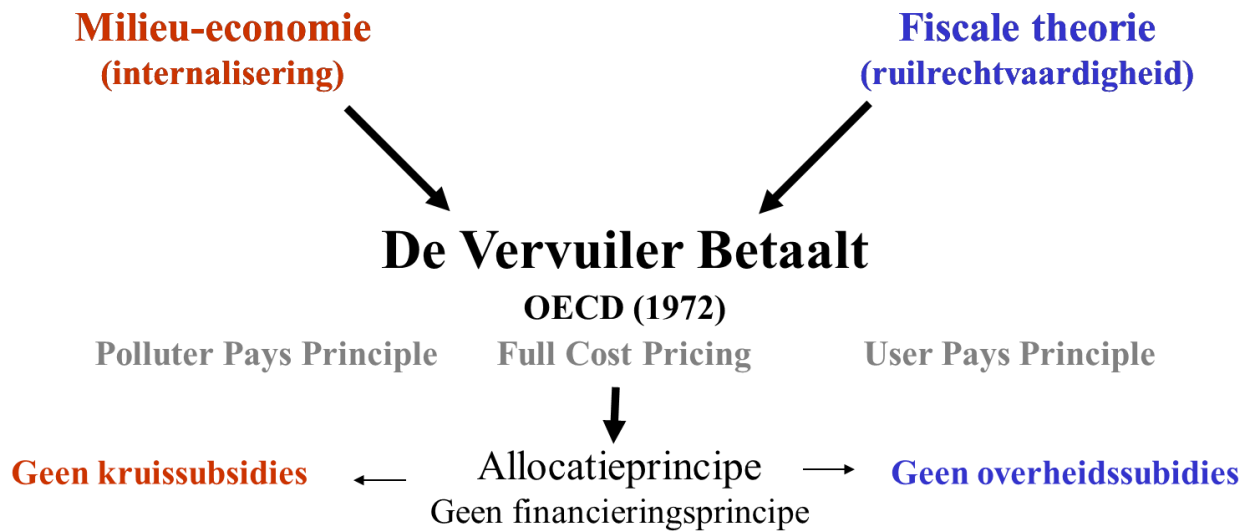 Milieu-economie
(internalisering)
Fiscale theorie
(ruilrechtvaardigheid)
De Vervuiler Betaalt
OECD (1972)
Polluter Pays Principle
Full Cost Pricing
User Pays Principle
Geen kruissubsidies
Allocatieprincipe
Geen overheidssubidies
Geen financieringsprincipe